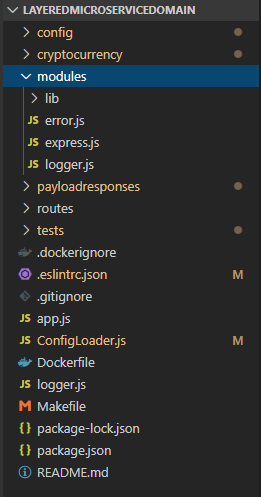 LAYEREDMICROSERVICEDOMAIN
config
cryptocurrency
modules
lib
JS error.js
JS express.js
JS logger.js
payloadresponses
routes
tests
.dockerignore
.eslintrc.json M
.gitignore
JS app.js
JS ConfigLoader.js M
Dockerfile
JS logger.js
Makefile
{} package-lock.json
{} package.json
README.md